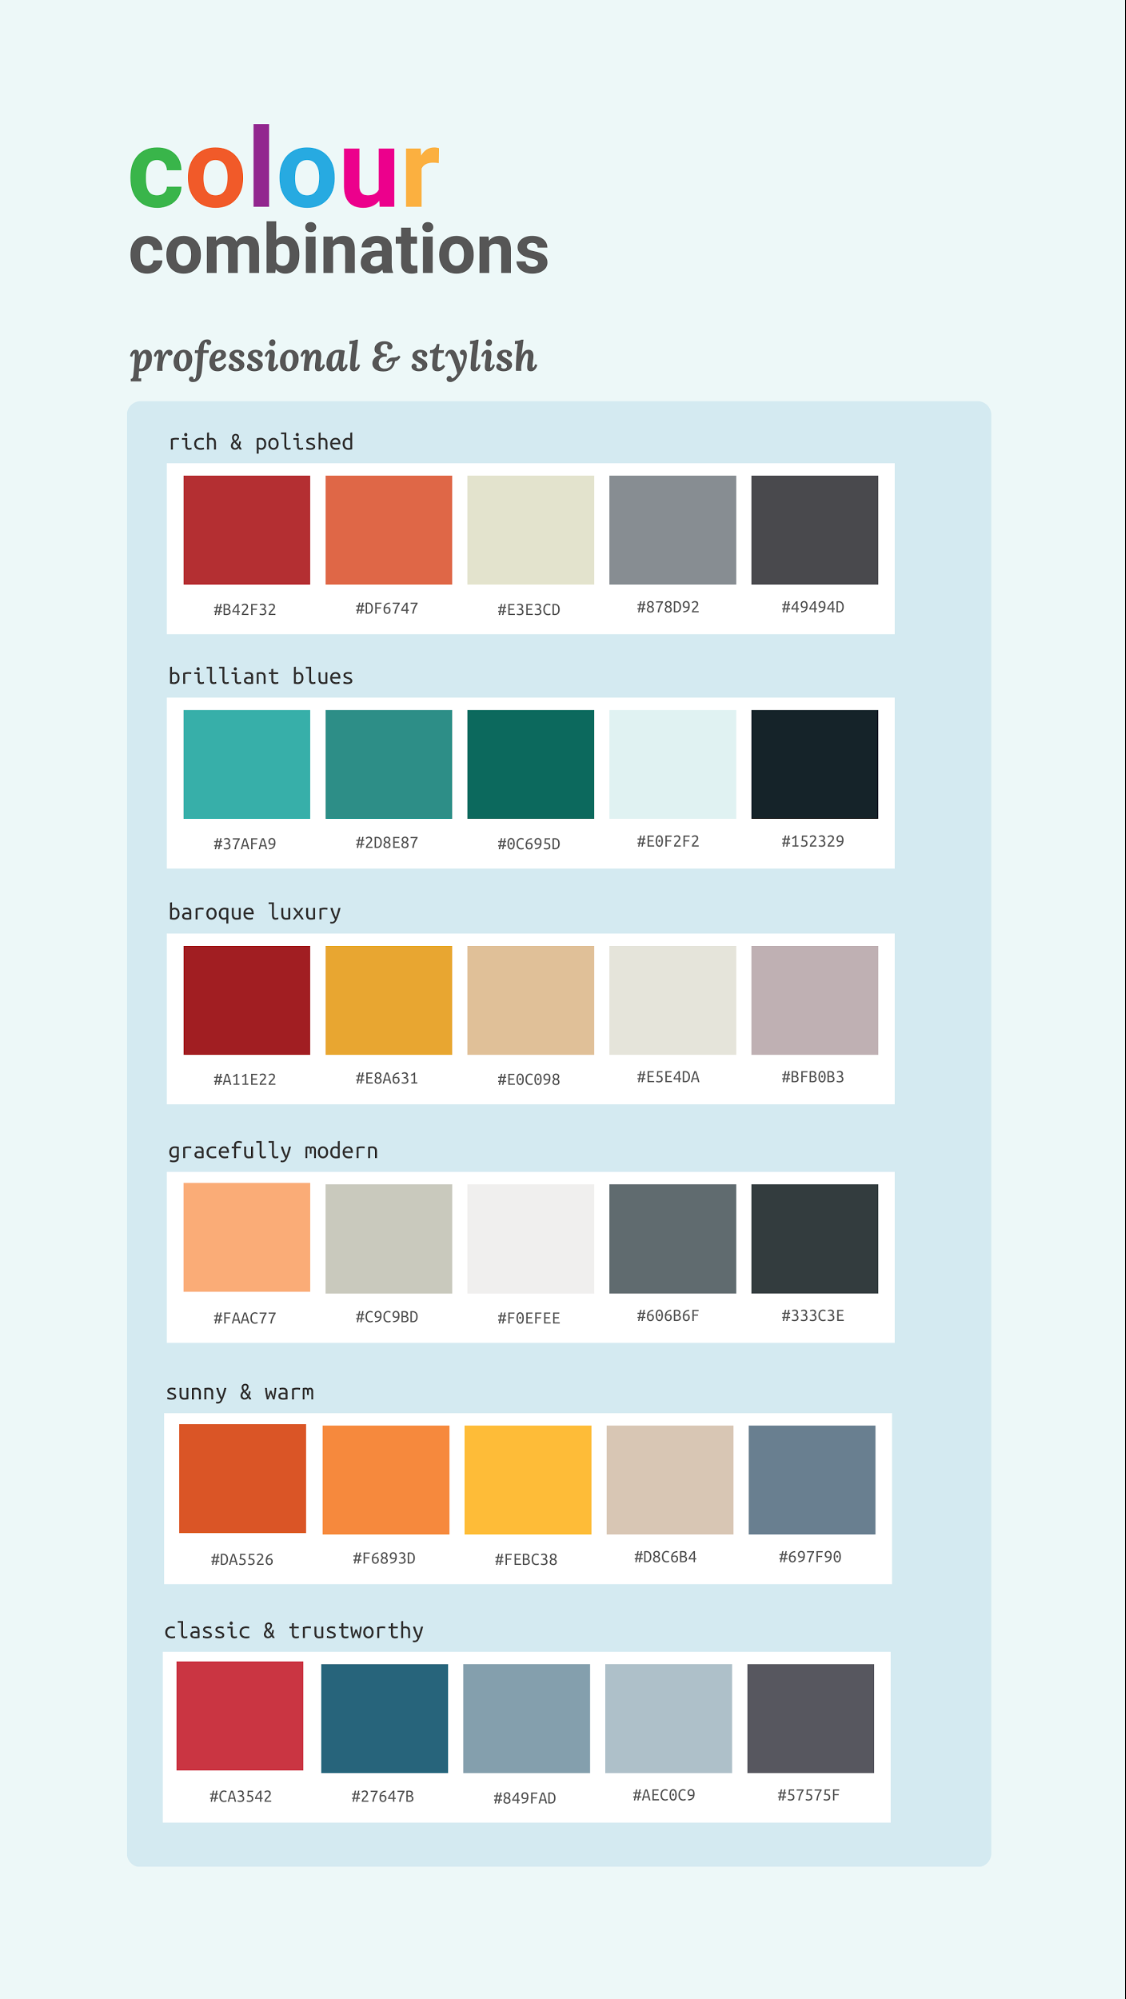 colour
combinations
professional & stylish
rich & polished
#B42F32 #DF6747 #E3E3CD #878D92 #49494D
brilliant blues
#37AFA9 #2D8E87 #0C695D #E0F2F2 #152329
baroque luxury
#A11E22 #E8A631 #E0C098 #E5E4DA #BFB0B3
gracefully modern
#FAAC77 #C9C9BD #F0EFEE #606B6F #333C3E
sunny & warm
#DA5526 #F6893D #FEBC38 #D8C6B4 #697F90
classic & trustworthy
#CA3542 #27647B #849FAD #AEC0C9 #57575F